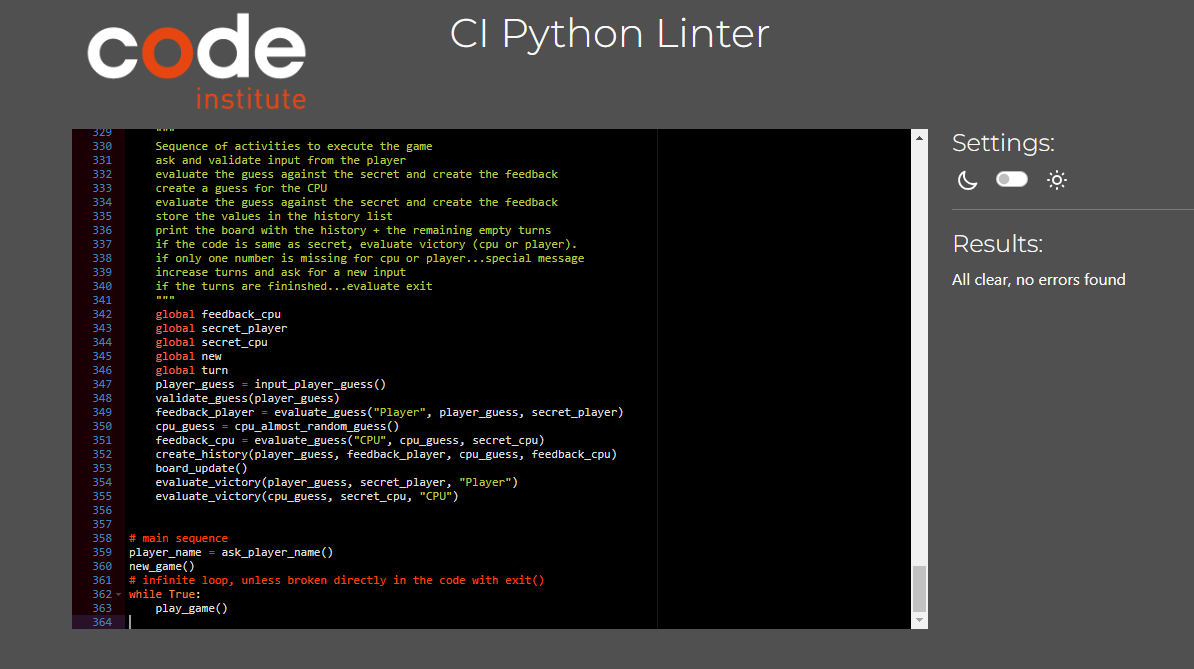 code
institute
CI Python Linter
329 """
330 Sequence of activities to execute the game
331 ask and validate input from the player
332 evaluate the guess against the secret and create the feedback
333 create a guess for the CPU
334 evaluate the guess against the secret and create the feedback
335 store the values in the history list
336 print the board with the history + the remaining empty turns
337 if the code is same as secret, evaluate victory (cpu or player).
338 if only one number is missing for cpu or player...special message
339 increase turns and ask for a new input
340 if the turns are fininshed...evaluate exit
341 """
342 global feedback_cpu
343 global secret_player
344 global secret_cpu
345 global new
346 global turn
347 player_guess = input_player_guess()
348 validate_guess(player_guess)
349 feedback_player = evaluate_guess("Player", player_guess, secret_player)
350 cpu_guess = cpu_almost_random_guess()
351 feedback_cpu = evaluate_guess("CPU", cpu_guess, secret_cpu)
352 create_history(player_guess, feedback_player, cpu_guess, feedback_cpu)
353 board_update()
354 evaluate_victory(player_guess, secret_player, "Player")
355 evaluate_victory(cpu_guess, secret_cpu, "CPU")
356
357
358 # main sequence
359 player_name = ask_player_name()
360 new_game()
361 # infinite loop, unless broken directly in the code with exit()
362 while True:
363 play_game()
364
Settings:
Results:
All clear, no errors found